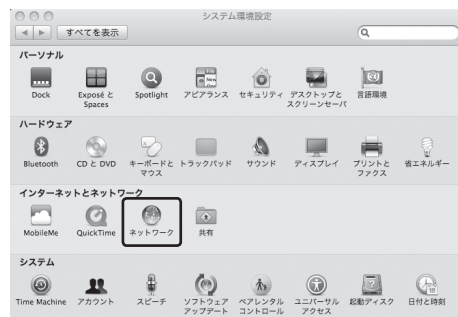 システム環境設定
すべてを表示
パーソナル
Dock Exposé と Spotlight アピアランス セキュリティ デスクトップと 言語環境
Spaces スクリーンセーバ
ハードウェア
Bluetooth CD と DVD キーボードと トラックパッド サウンド ディスプレイ プリントと 省エネルギー
マウス ファクス
インターネットとネットワーク
MobileMe QuickTime ネットワーク 共有
システム
Time Machine アカウント スピーチ ソフトウェア ペアレンタル ユニバーサル 起動ディスク 日付と時刻
アップデート コントロール アクセス